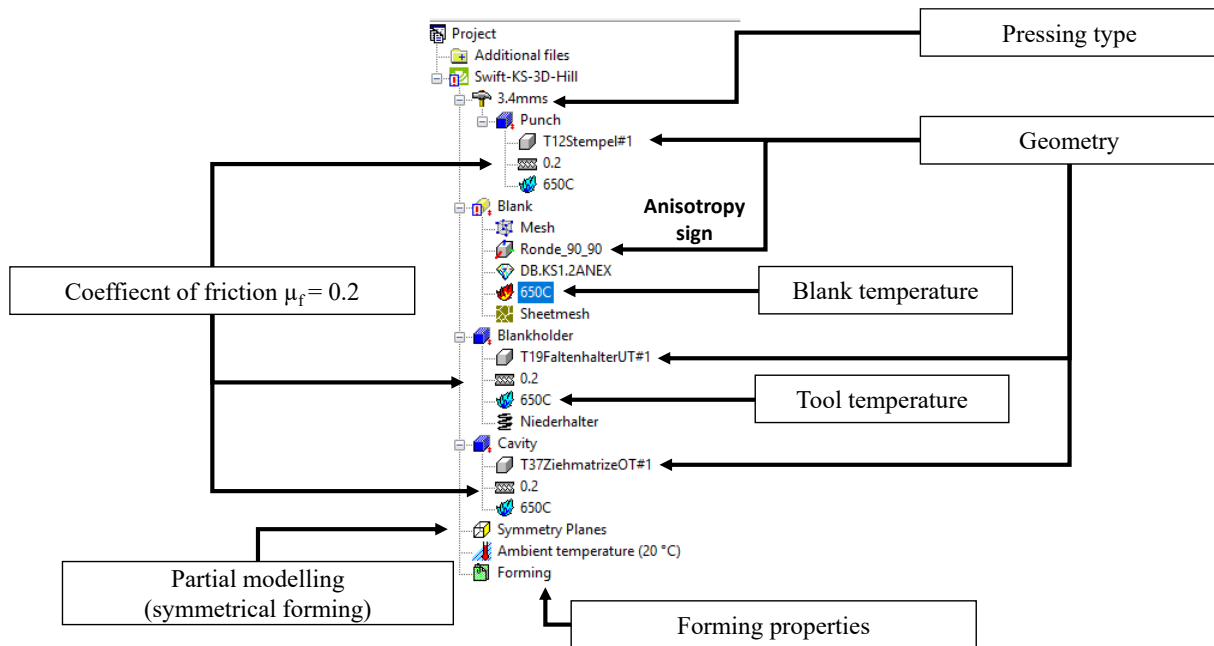 Project
Additional files
Swift-KS-3D-Hill
3.4mms
Punch
T12Stempel#1
0.2
650C
Blank
Mesh
Ronde_90_90
DB.KS1.2ANEX
650C
Sheetmesh
Blankholder
T19FaltenhalterUT#1
0.2
650C
Niederhalter
Cavity
T37ZiehmatrizeOT#1
0.2
650C
Symmetry Planes
Ambient temperature (20 °C)
Forming
Pressing type
Geometry
Anisotropy
sign
Blank temperature
Tool temperature
Coeffiecnt of friction µf = 0.2
Partial modelling
(symmetrical forming)
Forming properties